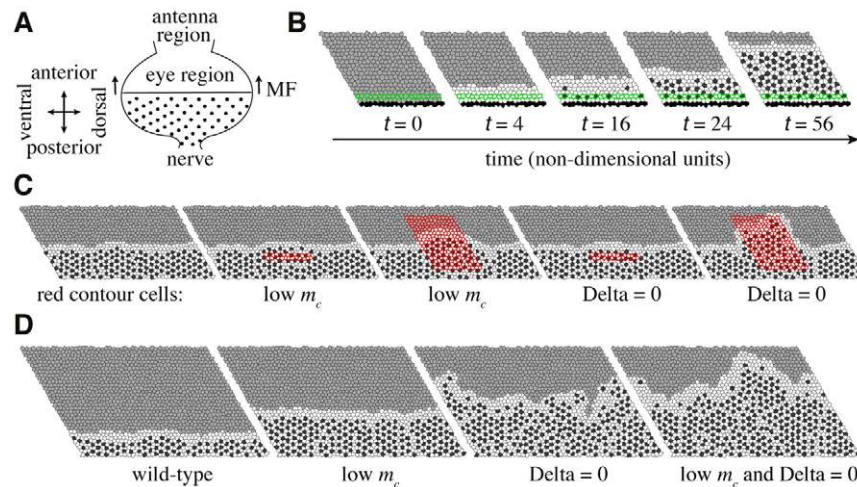 A
antenna
region
anterior
ventral
dorsal
posterior
eye region
MF
nerve
B
t = 0
t = 4
t = 16
t = 24
t = 56
time (non-dimensional units)
C
red contour cells:
low m_c
low m_c
Delta = 0
Delta = 0
D
wild-type
low m_c
Delta = 0
low m_c and Delta = 0